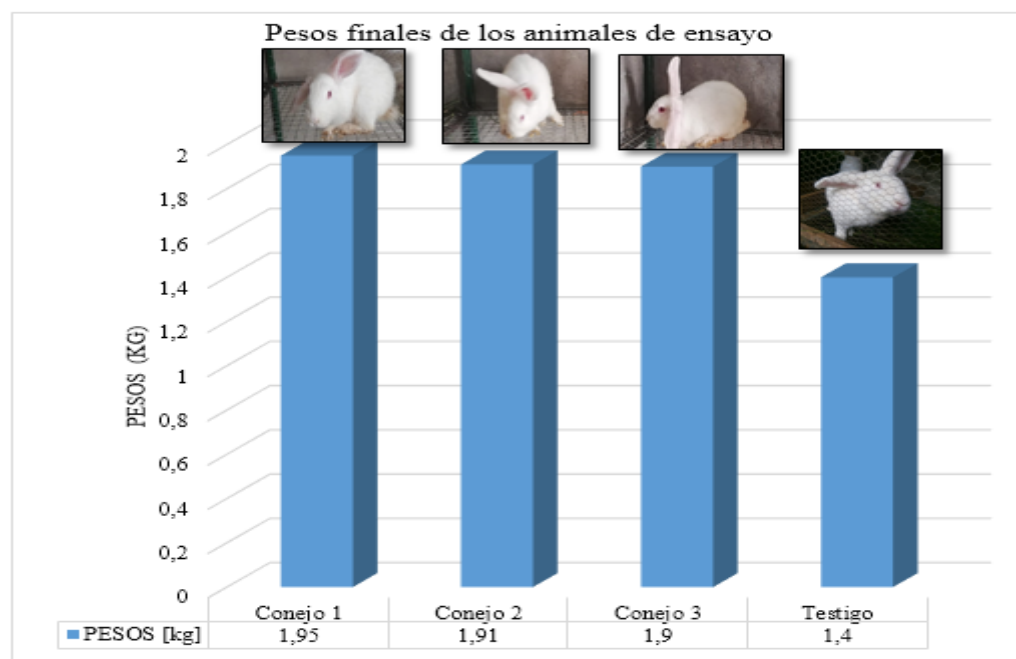 Pesos finales de los animales de ensayo
PESOS (KG)
2
1,8
1,6
1,4
1,2
1
0,8
0,6
0,4
0,2
0
Conejo 1 Conejo 2 Conejo 3 Testigo
PESOS [kg] 1,95 1,91 1,9 1,4